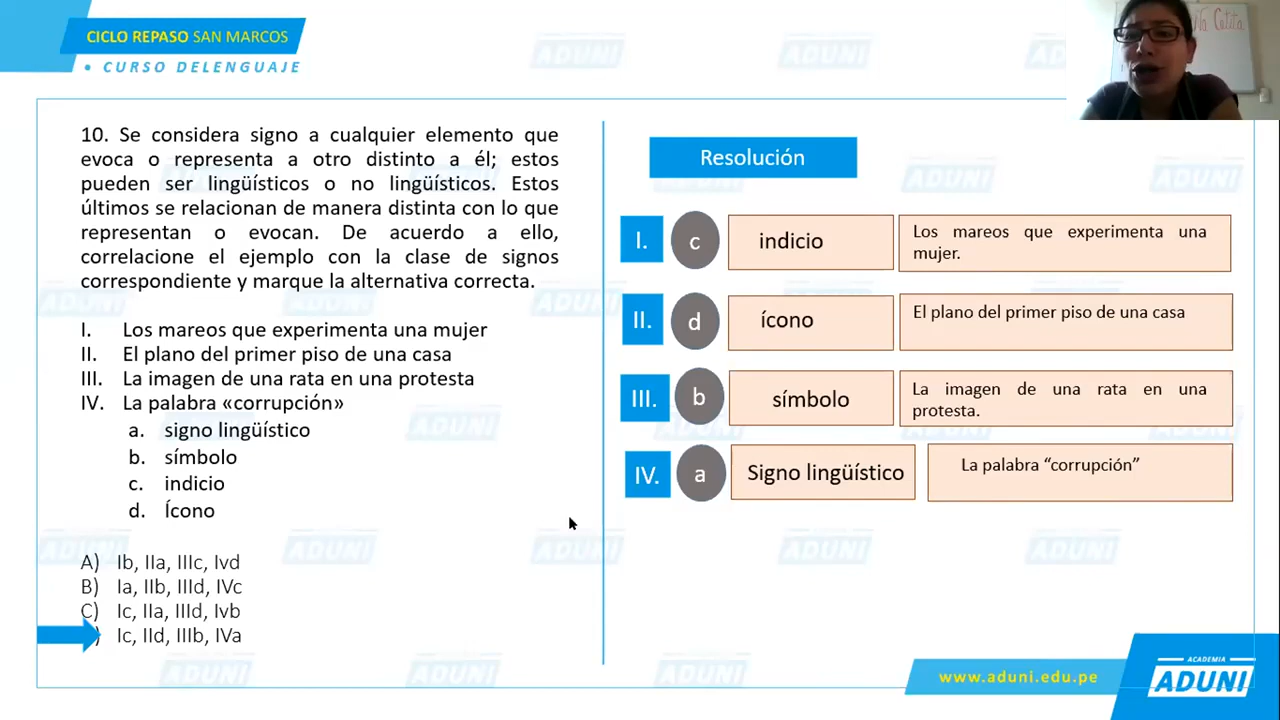 CICLO REPASO SAN MARCOS
• CURSO DELENGUAJE
10. Se considera signo a cualquier elemento que
evoca o representa a otro distinto a él; estos
pueden ser lingüísticos o no lingüísticos. Estos
últimos se relacionan de manera distinta con lo que
representan o evocan. De acuerdo a ello,
correlacione el ejemplo con la clase de signos
correspondiente y marque la alternativa correcta.
I. Los mareos que experimenta una mujer
II. El plano del primer piso de una casa
III. La imagen de una rata en una protesta
IV. La palabra «corrupción»
a. signo lingüístico
b. símbolo
c. indicio
d. Ícono
A) Ib, IIa, IIIc, Ivd
B) Ia, IIb, IIId, IVc
C) Ic, IIa, IIId, Ivb
) Ic, IId, IIIb, IVa
Resolución
I. c indicio Los mareos que experimenta una
mujer.
II. d ícono El plano del primer piso de una casa
III. b símbolo La imagen de una rata en una
protesta.
IV. a Signo lingüístico La palabra “corrupción”
www.aduni.edu.pe
ACADEMIA
ADUNI